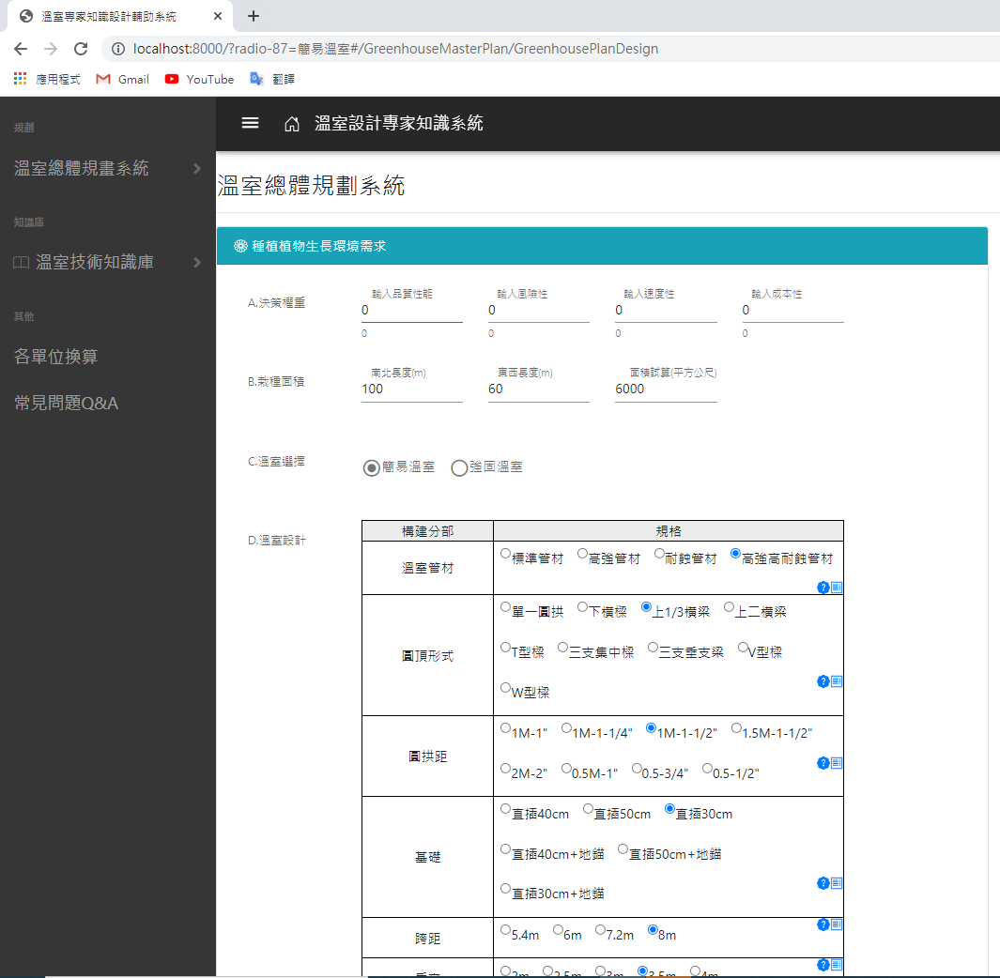 溫室專家知識設計輔助系統
localhost:8000/?radio-87=簡易溫室#/GreenhouseMasterPlan/GreenhousePlanDesign
應用程式 Gmail YouTube 翻譯
規劃
溫室總體規畫系統
知識庫
溫室技術知識庫
其他
各單位換算
常見問題Q&A
溫室設計專家知識系統
溫室總體規劃系統
種植植物生長環境需求
A.決策權重
輸入品質性能 輸入風險性 輸入速度性 輸入成本性
0 0 0 0
0 0 0 0
B.栽種面積
南北長度(m) 東西長度(m) 面積試算(平方公尺)
100 60 6000
C.溫室選擇
簡易溫室 強固溫室
D.溫室設計
構建分部 規格
溫室管材
標準管材 高強管材 耐蝕管材 高強高耐蝕管材
圓頂形式
單一圓拱 下橫樑 上1/3橫梁 上二橫梁
T型樑 三支集中樑 三支垂支梁 V型樑
W型樑
圓拱距
1M-1" 1M-1-1/4" 1M-1-1/2" 1.5M-1-1/2"
2M-2" 0.5M-1" 0.5-3/4" 0.5-1/2"
基礎
直插40cm 直插50cm 直插30cm
直插40cm+地錨 直插50cm+地錨
直插30cm+地錨
跨距
5.4m 6m 7.2m 8m
2m 2.5m 3m 3.5m 4m